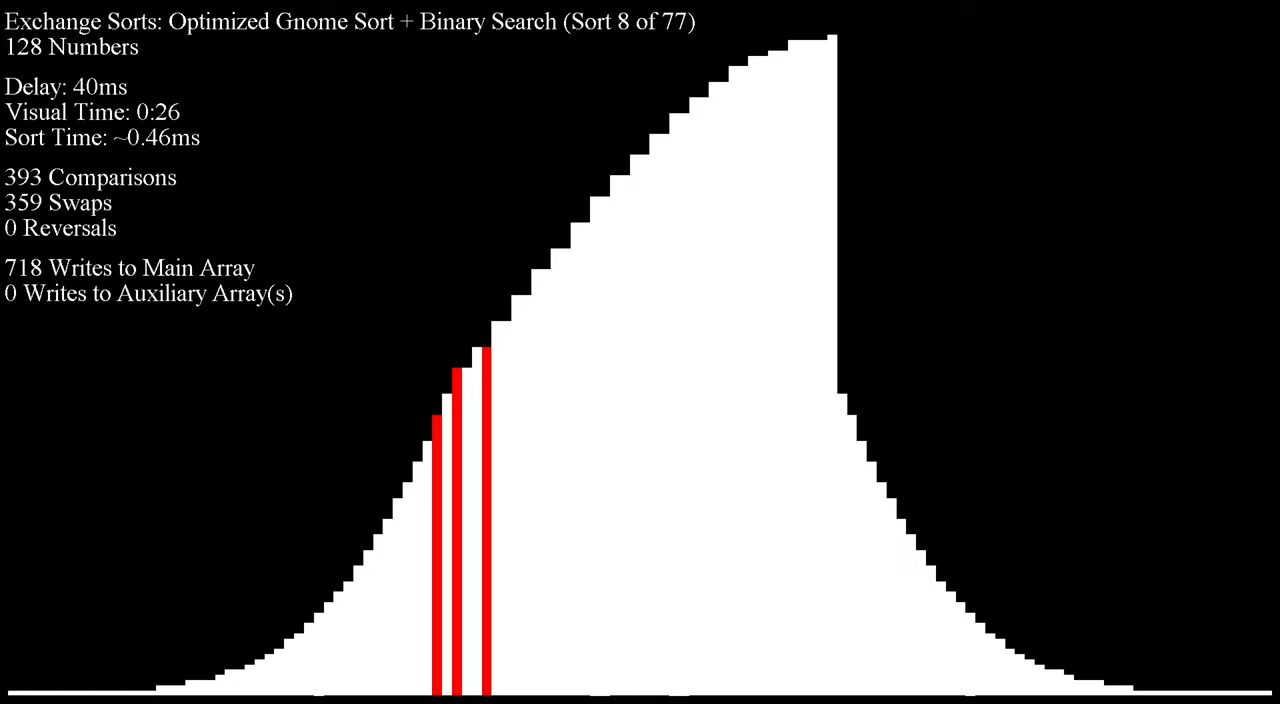 Exchange Sorts: Optimized Gnome Sort + Binary Search (Sort 8 of 77)
128 Numbers
Delay: 40ms
Visual Time: 0:26
Sort Time: ~0.46ms
393 Comparisons
359 Swaps
0 Reversals
718 Writes to Main Array
0 Writes to Auxiliary Array(s)